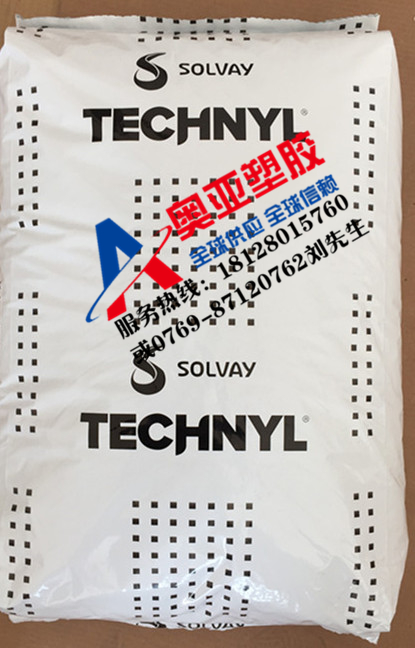 SOLVAY
TECHNYL®
奥亚塑胶
全球供应 全球信赖
服务热线：18128015760
或0769-87120762刘先生
SOLVAY
TECHNYL®
SOLVAY